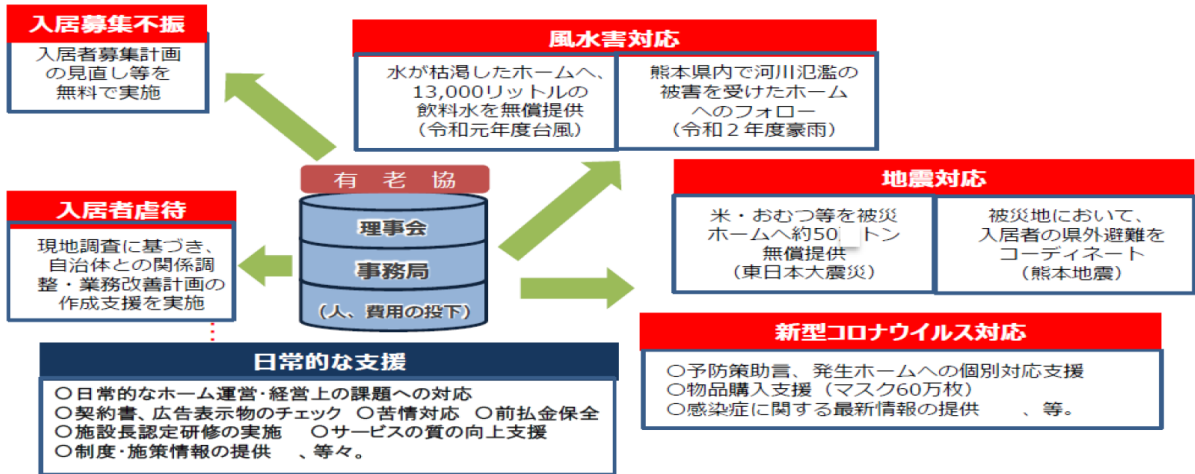 入居募集不振
入居者募集計画
の見直し等を
無料で実施
風水害対応
水が枯渇したホームへ、
13,000リットルの
飲料水を無償提供
（令和元年度台風）
熊本県内で河川氾濫の
被害を受けたホーム
へのフォロー
（令和２年度豪雨）
有 老 協
理事会
事務局
（人、費用の投下）
入居者虐待
現地調査に基づき、
自治体との関係調
整・業務改善計画の
作成支援を実施
地震対応
米・おむつ等を被災
ホームへ約50 トン
無償提供
（東日本大震災）
被災地において、
入居者の県外避難を
コーディネート
（熊本地震）
新型コロナウイルス対応
○予防策助言、発生ホームへの個別対応支援
○物品購入支援（マスク60万枚）
○感染症に関する最新情報の提供　　、等。
日常的な支援
○日常的なホーム運営・経営上の課題への対応
○契約書、広告表示物のチェック　○苦情対応　○前払金保全
○施設長認定研修の実施　　○サービスの質の向上支援
○制度・施策情報の提供　、等々。